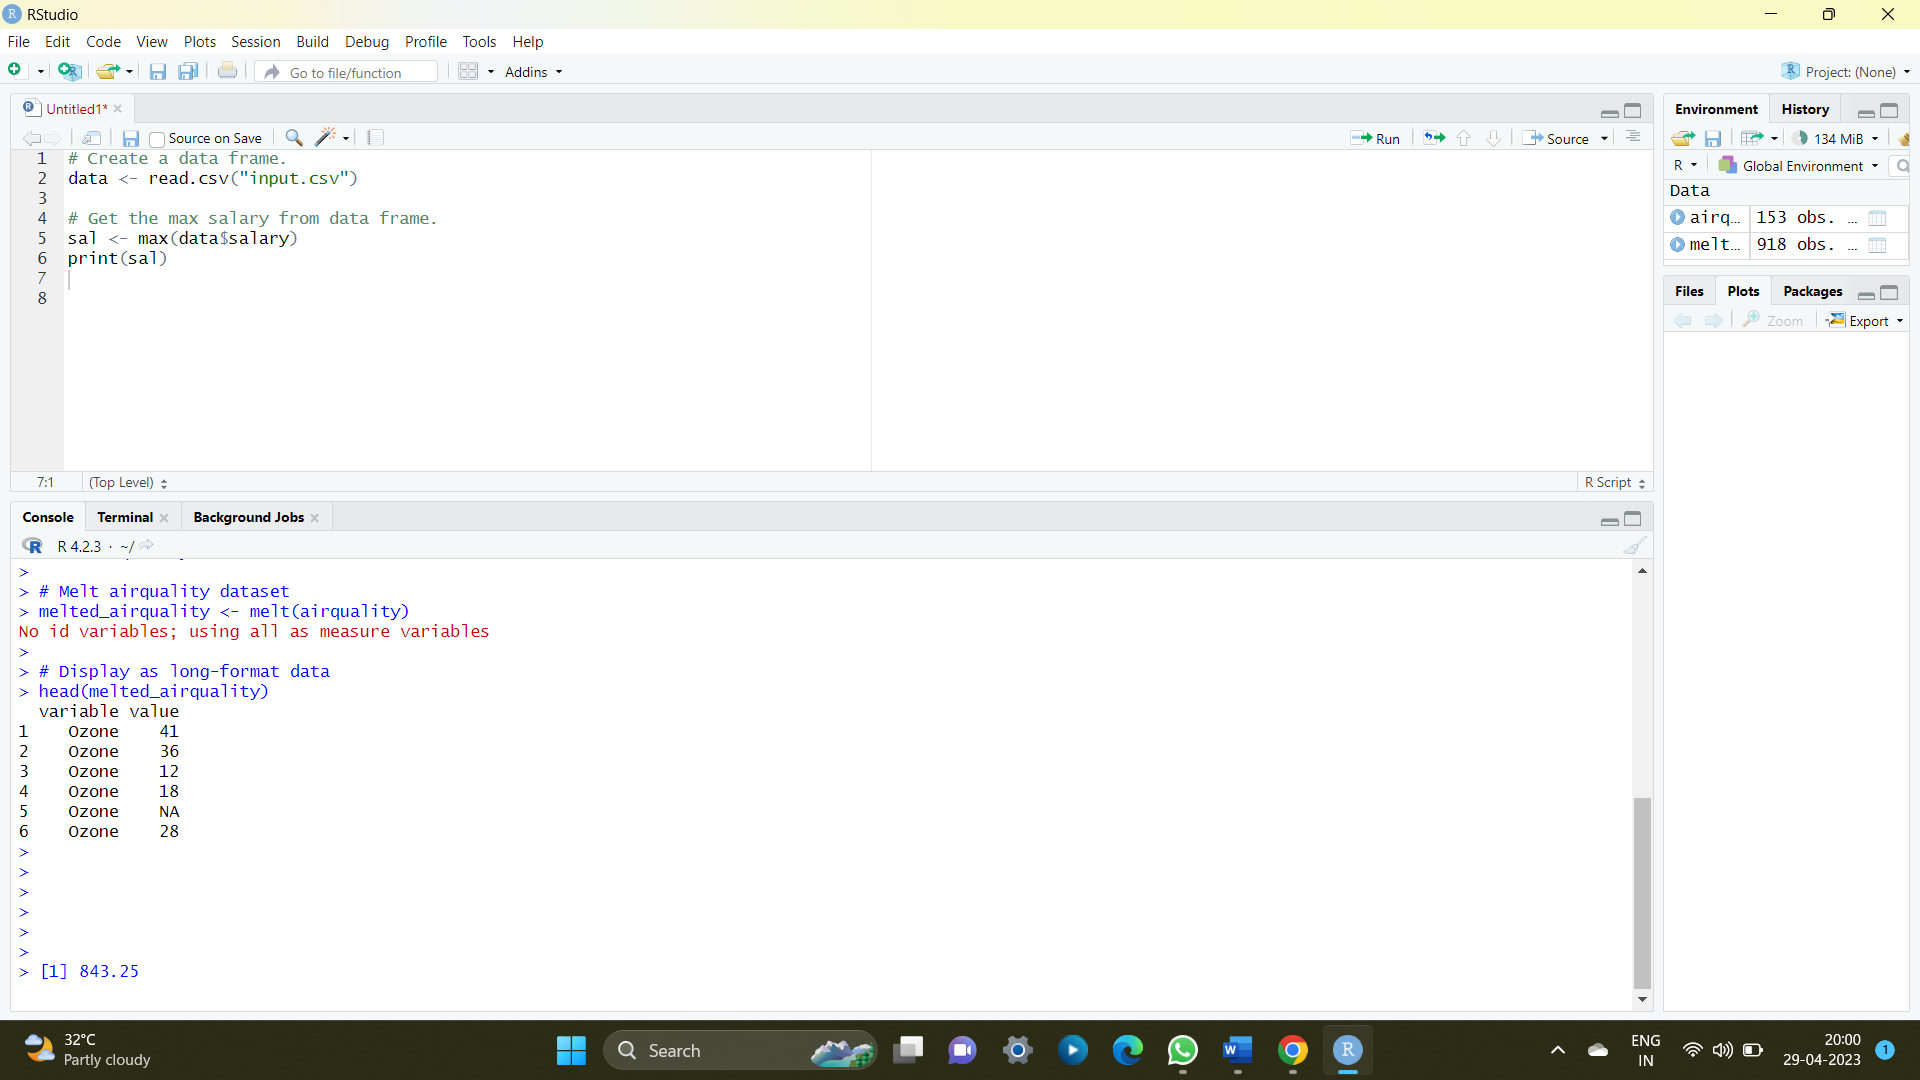 RStudio
File Edit Code View Plots Session Build Debug Profile Tools Help
Go to file/function Addins Project: (None)
Untitled1*
Source on Save Run Source
1 # Create a data frame.
2 data <- read.csv("input.csv")
3
4 # Get the max salary from data frame.
5 sal <- max(data$salary)
6 print(sal)
7
8
7:1 (Top Level) R Script
Console Terminal Background Jobs
R 4.2.3 · ~/
>
> # Melt airquality dataset
> melted_airquality <- melt(airquality)
No id variables; using all as measure variables
>
> # Display as long-format data
> head(melted_airquality)
variable value
1 Ozone 41
2 Ozone 36
3 Ozone 12
4 Ozone 18
5 Ozone NA
6 Ozone 28
>
>
>
>
>
>
> [1] 843.25
Environment History
134 MiB
R Global Environment
Data
airq... 153 obs. ...
melt... 918 obs. ...
Files Plots Packages
Zoom Export
32°C
Partly cloudy
Search
ENG
IN
20:00
29-04-2023
1